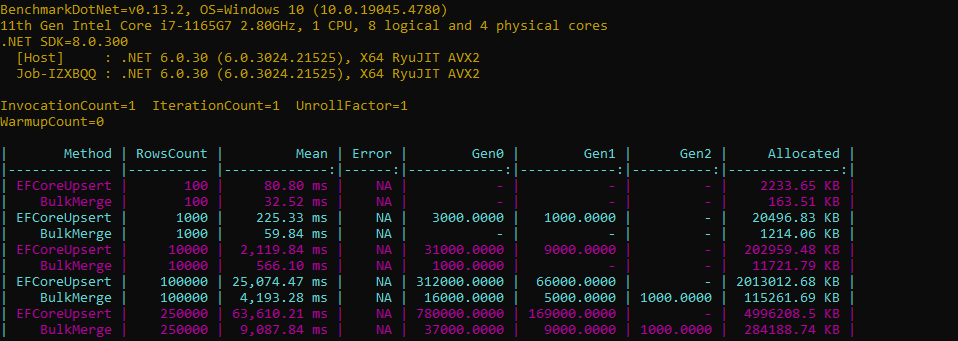 BenchmarkDotNet=v0.13.2, OS=Windows 10 (10.0.19045.4780)
11th Gen Intel Core i7-1165G7 2.80GHz, 1 CPU, 8 logical and 4 physical cores
.NET SDK=8.0.300
  [Host]     : .NET 6.0.30 (6.0.3024.21525), X64 RyuJIT AVX2
  Job-IZXBQQ : .NET 6.0.30 (6.0.3024.21525), X64 RyuJIT AVX2
InvocationCount=1  IterationCount=1  UnrollFactor=1
WarmupCount=0
|       Method | RowsCount |         Mean | Error |        Gen0 |        Gen1 |      Gen2 |     Allocated |
|------------- |---------- |-------------:|------:|------------:|------------:|----------:|--------------:|
| EFCoreUpsert |       100 |     80.80 ms |    NA |           - |           - |         - |    2233.65 KB |
|    BulkMerge |       100 |     32.52 ms |    NA |           - |           - |         - |     163.51 KB |
| EFCoreUpsert |      1000 |    225.33 ms |    NA |   3000.0000 |   1000.0000 |         - |   20496.83 KB |
|    BulkMerge |      1000 |     59.84 ms |    NA |           - |           - |         - |    1214.06 KB |
| EFCoreUpsert |     10000 |  2,119.84 ms |    NA |  31000.0000 |   9000.0000 |         - |  202959.48 KB |
|    BulkMerge |     10000 |    566.10 ms |    NA |   1000.0000 |           - |         - |   11721.79 KB |
| EFCoreUpsert |    100000 | 25,074.47 ms |    NA | 312000.0000 |  66000.0000 |         - | 2013012.68 KB |
|    BulkMerge |    100000 |  4,193.28 ms |    NA |  16000.0000 |   5000.0000 | 1000.0000 |  115261.69 KB |
| EFCoreUpsert |    250000 | 63,610.21 ms |    NA | 780000.0000 | 169000.0000 |         - |  4996208.5 KB |
|    BulkMerge |    250000 |  9,087.84 ms |    NA |  37000.0000 |   9000.0000 | 1000.0000 |  284188.74 KB |